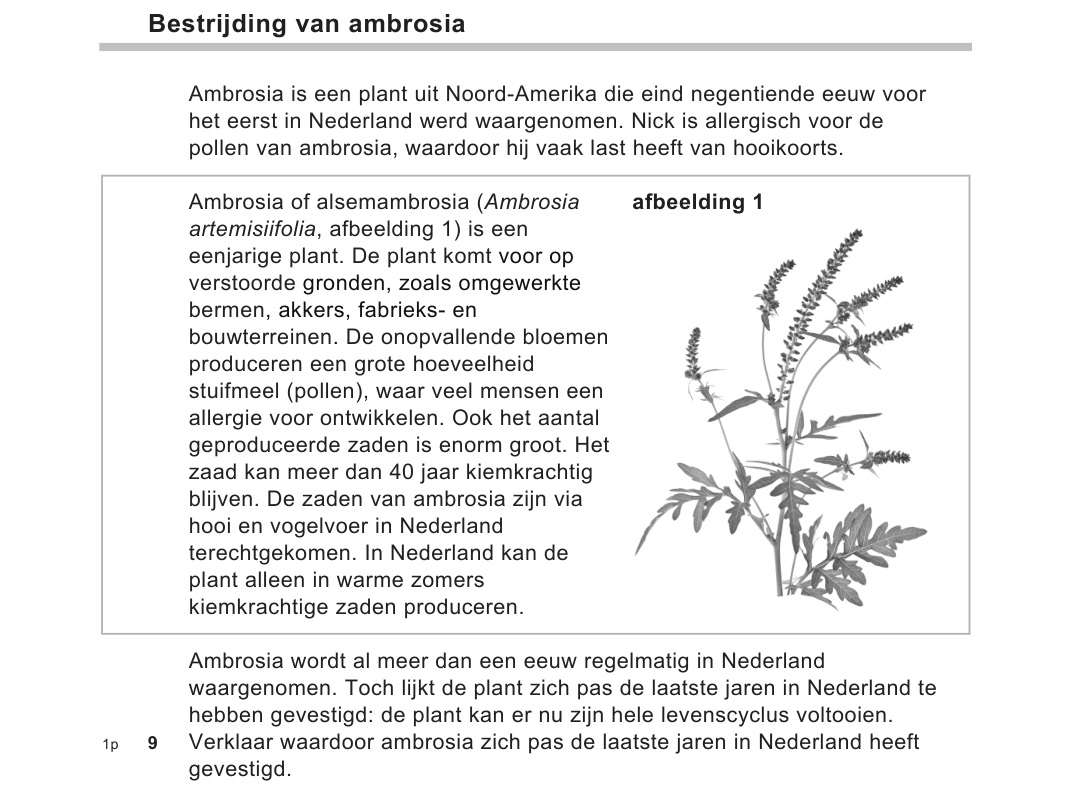 Bestrijding van ambrosia
Ambrosia is een plant uit Noord-Amerika die eind negentiende eeuw voor
het eerst in Nederland werd waargenomen. Nick is allergisch voor de
pollen van ambrosia, waardoor hij vaak last heeft van hooikoorts.
Ambrosia of alsemambrosia (Ambrosia
artemisiifolia, afbeelding 1) is een
eenjarige plant. De plant komt voor op
verstoorde gronden, zoals omgewerkte
bermen, akkers, fabrieks- en
bouwterreinen. De onopvallende bloemen
produceren een grote hoeveelheid
stuifmeel (pollen), waar veel mensen een
allergie voor ontwikkelen. Ook het aantal
geproduceerde zaden is enorm groot. Het
zaad kan meer dan 40 jaar kiemkrachtig
blijven. De zaden van ambrosia zijn via
hooi en vogelvoer in Nederland
terechtgekomen. In Nederland kan de
plant alleen in warme zomers
kiemkrachtige zaden produceren.
afbeelding 1
Ambrosia wordt al meer dan een eeuw regelmatig in Nederland
waargenomen. Toch lijkt de plant zich pas de laatste jaren in Nederland te
hebben gevestigd: de plant kan er nu zijn hele levenscyclus voltooien.
1p 9 Verklaar waardoor ambrosia zich pas de laatste jaren in Nederland heeft
gevestigd.